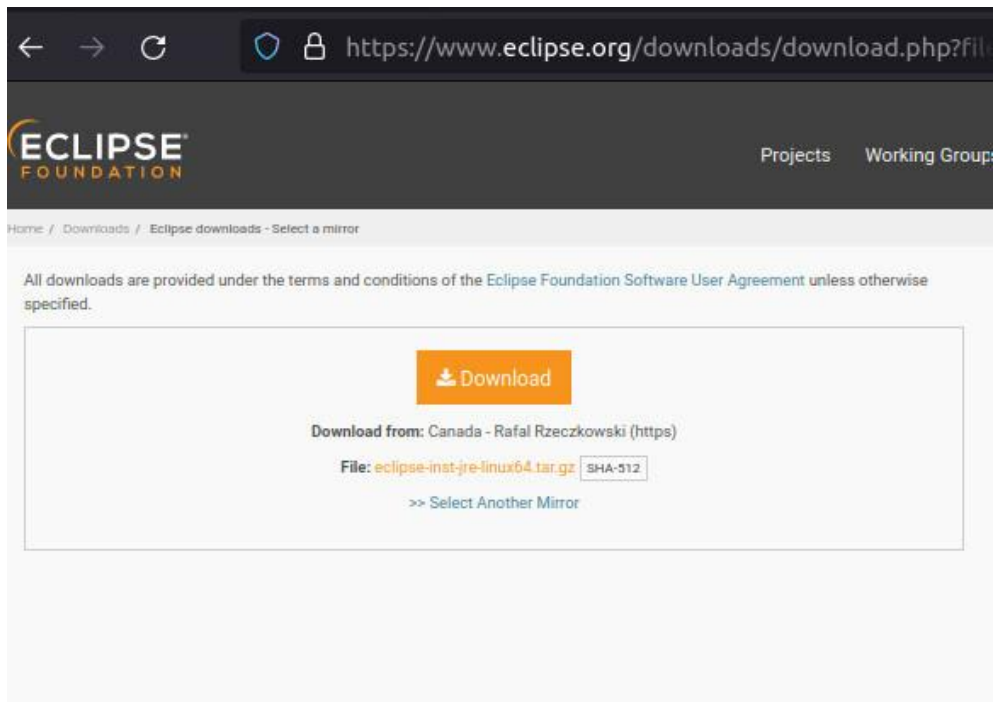 https://www.eclipse.org/downloads/download.php?fil
ECLIPSE
FOUNDATION
Projects Working Groups
Home / Downloads / Eclipse downloads - Select a mirror
All downloads are provided under the terms and conditions of the Eclipse Foundation Software User Agreement unless otherwise
specified.
Download
Download from: Canada - Rafal Rzeczkowski (https)
File: eclipse-inst-jre-linux64.tar.gz SHA-512
>> Select Another Mirror